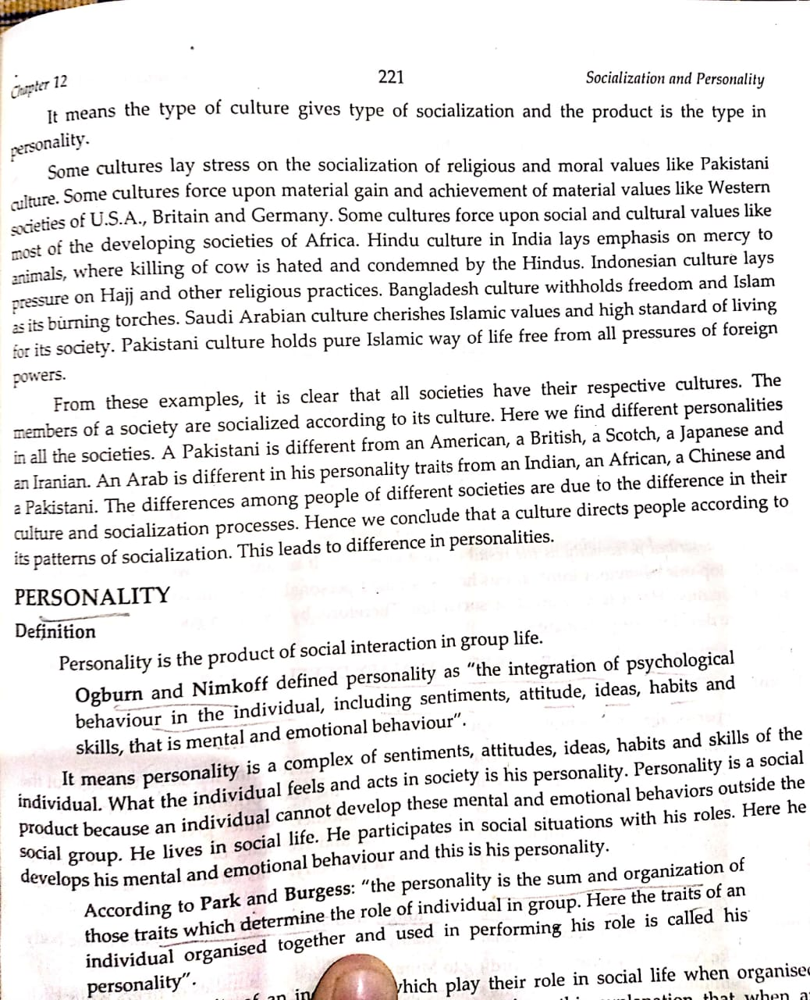 Chapter 12 221 Socialization and Personality
It means the type of culture gives type of socialization and the product is the type in
personality.
Some cultures lay stress on the socialization of religious and moral values like Pakistani
culture. Some cultures force upon material gain and achievement of material values like Western
societies of U.S.A., Britain and Germany. Some cultures force upon social and cultural values like
most of the developing societies of Africa. Hindu culture in India lays emphasis on mercy to
animals, where killing of cow is hated and condemned by the Hindus. Indonesian culture lays
pressure on Hajj and other religious practices. Bangladesh culture withholds freedom and Islam
as its burning torches. Saudi Arabian culture cherishes Islamic values and high standard of living
for its society. Pakistani culture holds pure Islamic way of life free from all pressures of foreign
powers.
From these examples, it is clear that all societies have their respective cultures. The
members of a society are socialized according to its culture. Here we find different personalities
in all the societies. A Pakistani is different from an American, a British, a Scotch, a Japanese and
an Iranian. An Arab is different in his personality traits from an Indian, an African, a Chinese and
a Pakistani. The differences among people of different societies are due to the difference in their
culture and socialization processes. Hence we conclude that a culture directs people according to
its patterns of socialization. This leads to difference in personalities.
PERSONALITY
Definition
Personality is the product of social interaction in group life.
Ogburn and Nimkoff defined personality as "the integration of psychological
behaviour in the individual, including sentiments, attitude, ideas, habits and
skills, that is mental and emotional behaviour".
It means personality is a complex of sentiments, attitudes, ideas, habits and skills of the
individual. What the individual feels and acts in society is his personality. Personality is a social
product because an individual cannot develop these mental and emotional behaviors outside the
social group. He lives in social life. He participates in social situations with his roles. Here he
develops his mental and emotional behaviour and this is his personality.
According to Park and Burgess: "the personality is the sum and organization of
those traits which determine the role of individual in group. Here the traits of an
individual organised together and used in performing his role is called his
personality".
which play their role in social life when organised
that when